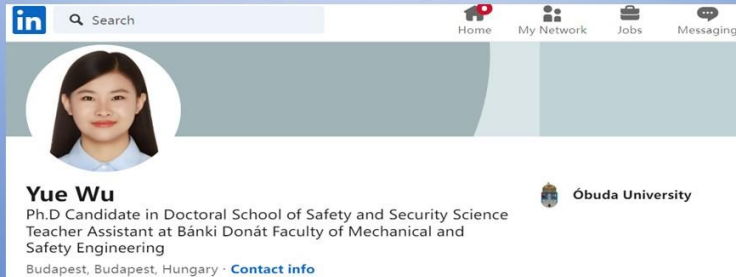 in Search
Home My Network Jobs Messaging
Yue Wu
Óbuda University
Ph.D Candidate in Doctoral School of Safety and Security Science
Teacher Assistant at Bánki Donát Faculty of Mechanical and
Safety Engineering
Budapest, Budapest, Hungary · Contact info